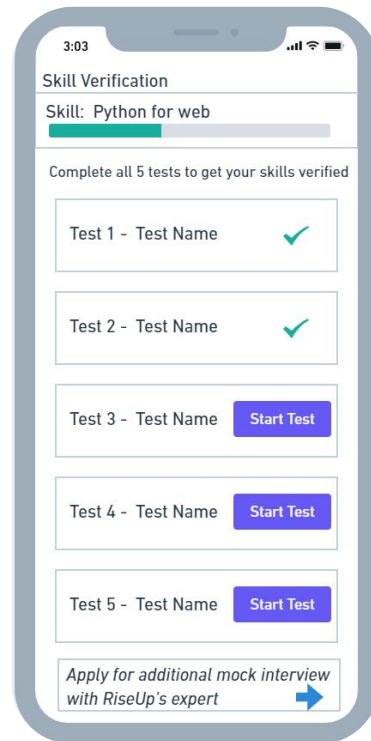 3:03
Skill Verification
Skill: Python for web
Complete all 5 tests to get your skills verified
Test 1 - Test Name
Test 2 - Test Name
Test 3 - Test Name Start Test
Test 4 - Test Name Start Test
Test 5 - Test Name Start Test
Apply for additional mock interview
with RiseUp's expert